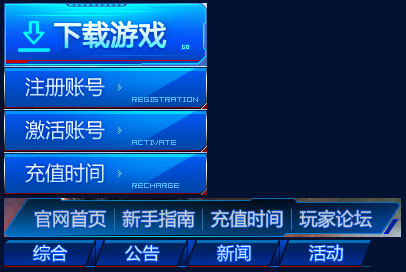 下载游戏 GO
注册账号
REGISTRATION
激活账号
ACTIVATE
充值时间
RECHARGE
官网首页 新手指南 充值时间 玩家论坛
综合 公告 新闻 活动